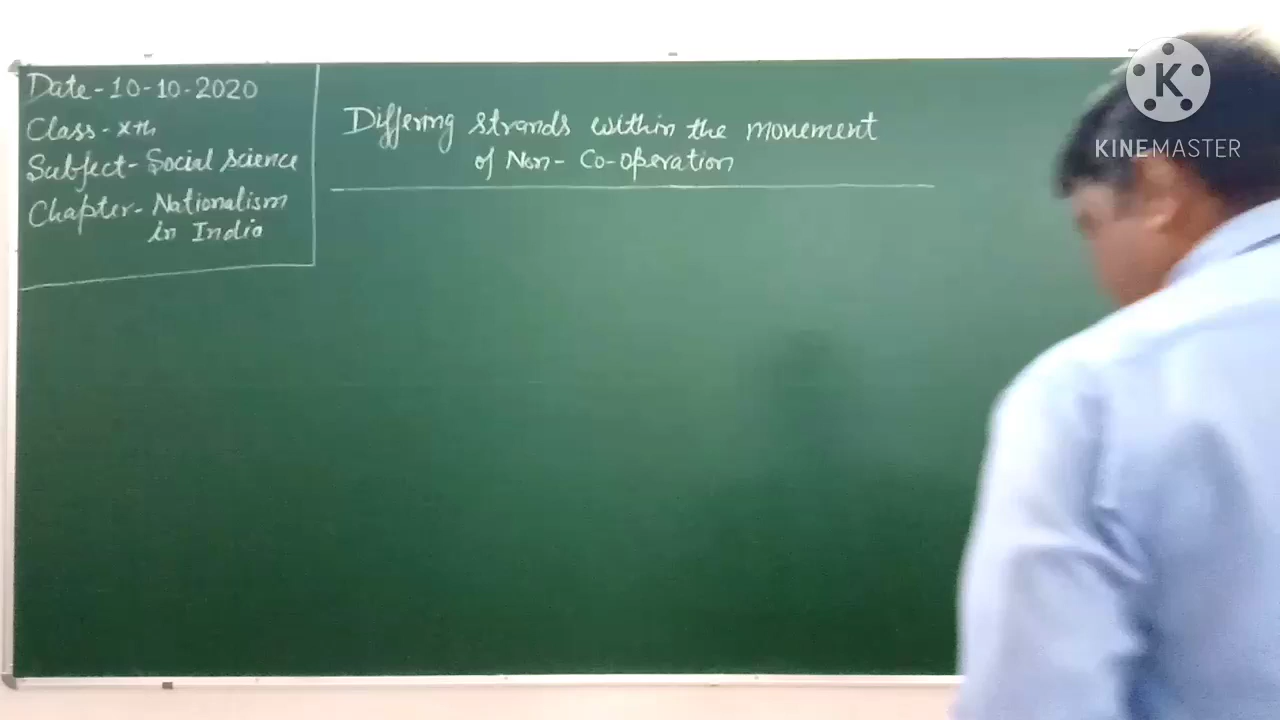 Date-10-10-2020
Class-Xth
Subject-Social Science
Chapter-Nationalism
in India
Differing strands within the movement
of Non-Co-operation
K
KINEMASTER